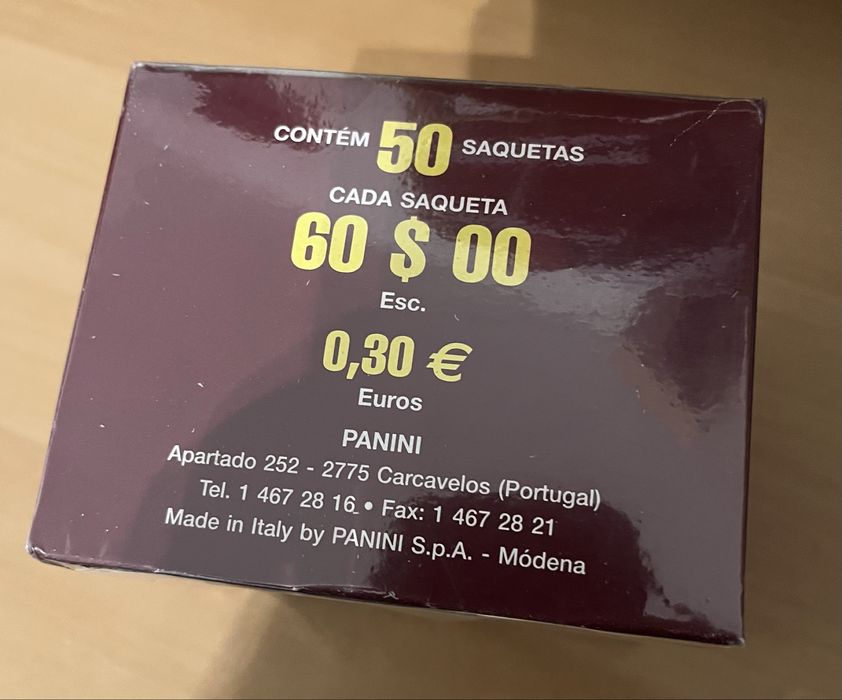 CONTÉM 50 SAQUETAS
CADA SAQUETA
60 $ 00
Esc.
0,30 €
Euros
PANINI
Apartado 252 - 2775 Carcavelos (Portugal)
Tel. 1 467 28 16 • Fax: 1 467 28 21
Made in Italy by PANINI S.p.A. - Módena